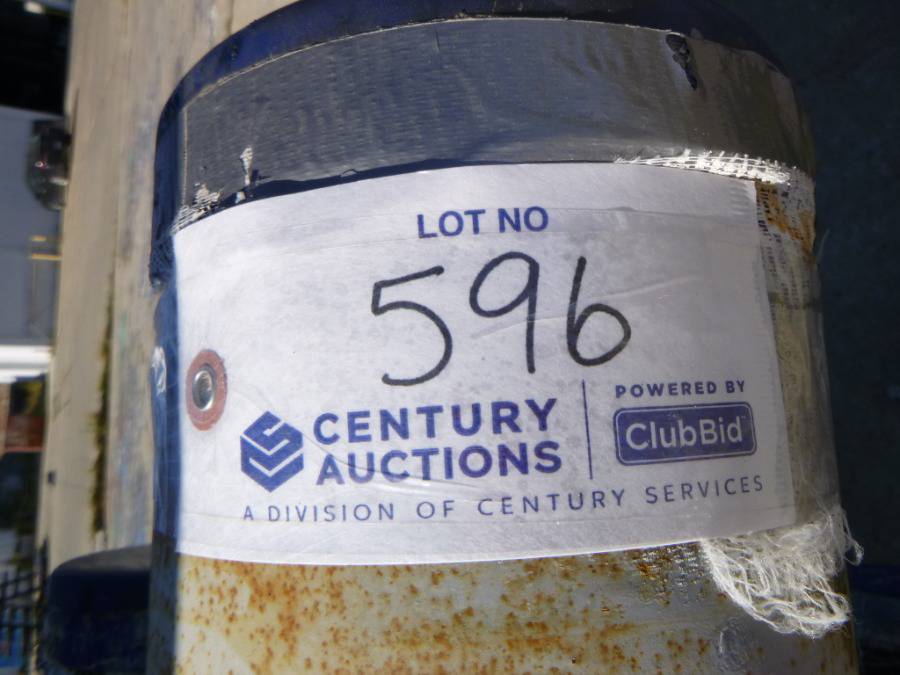 LOT NO
596
CENTURY
AUCTIONS
POWERED BY
ClubBid
A DIVISION OF CENTURY SERVICES